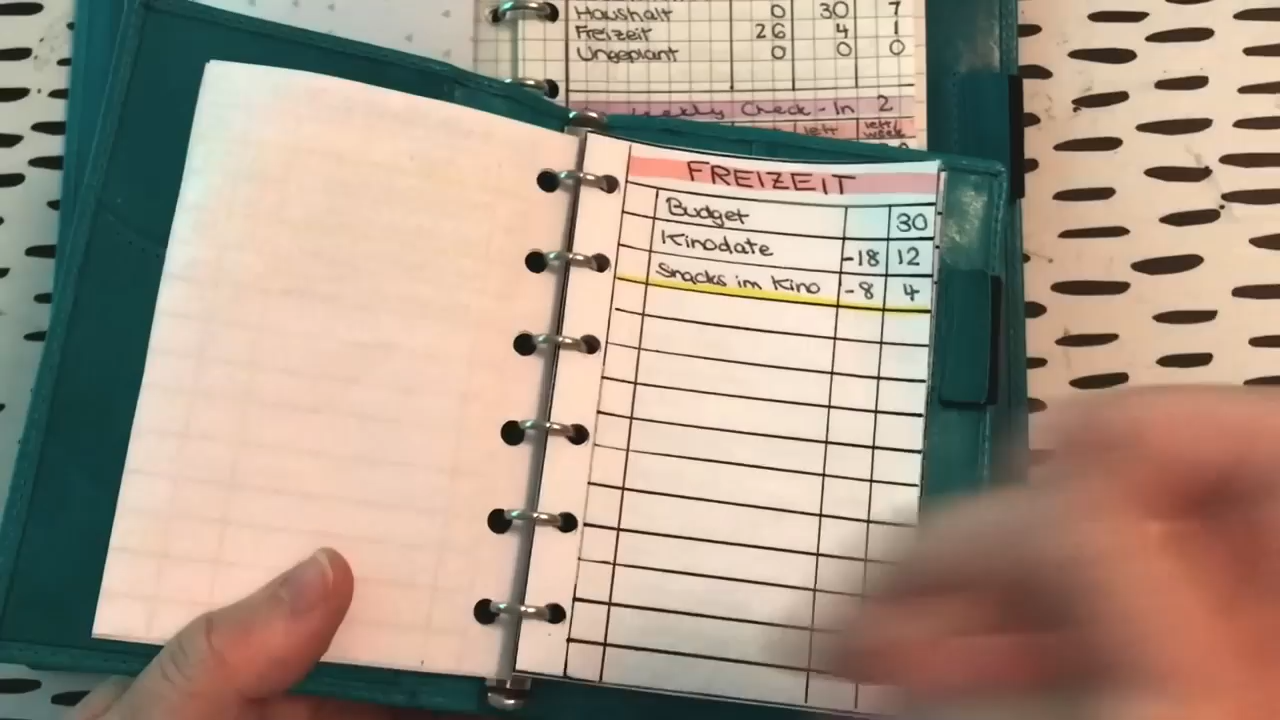 Haushalt 0 30 7
Freizeit 26 4 1
Ungeplant 0 0 0
Weekly Check-In 2
left left/week
FREIZEIT
Budget 30
Kinodate -18 12
Snacks im Kino -8 4